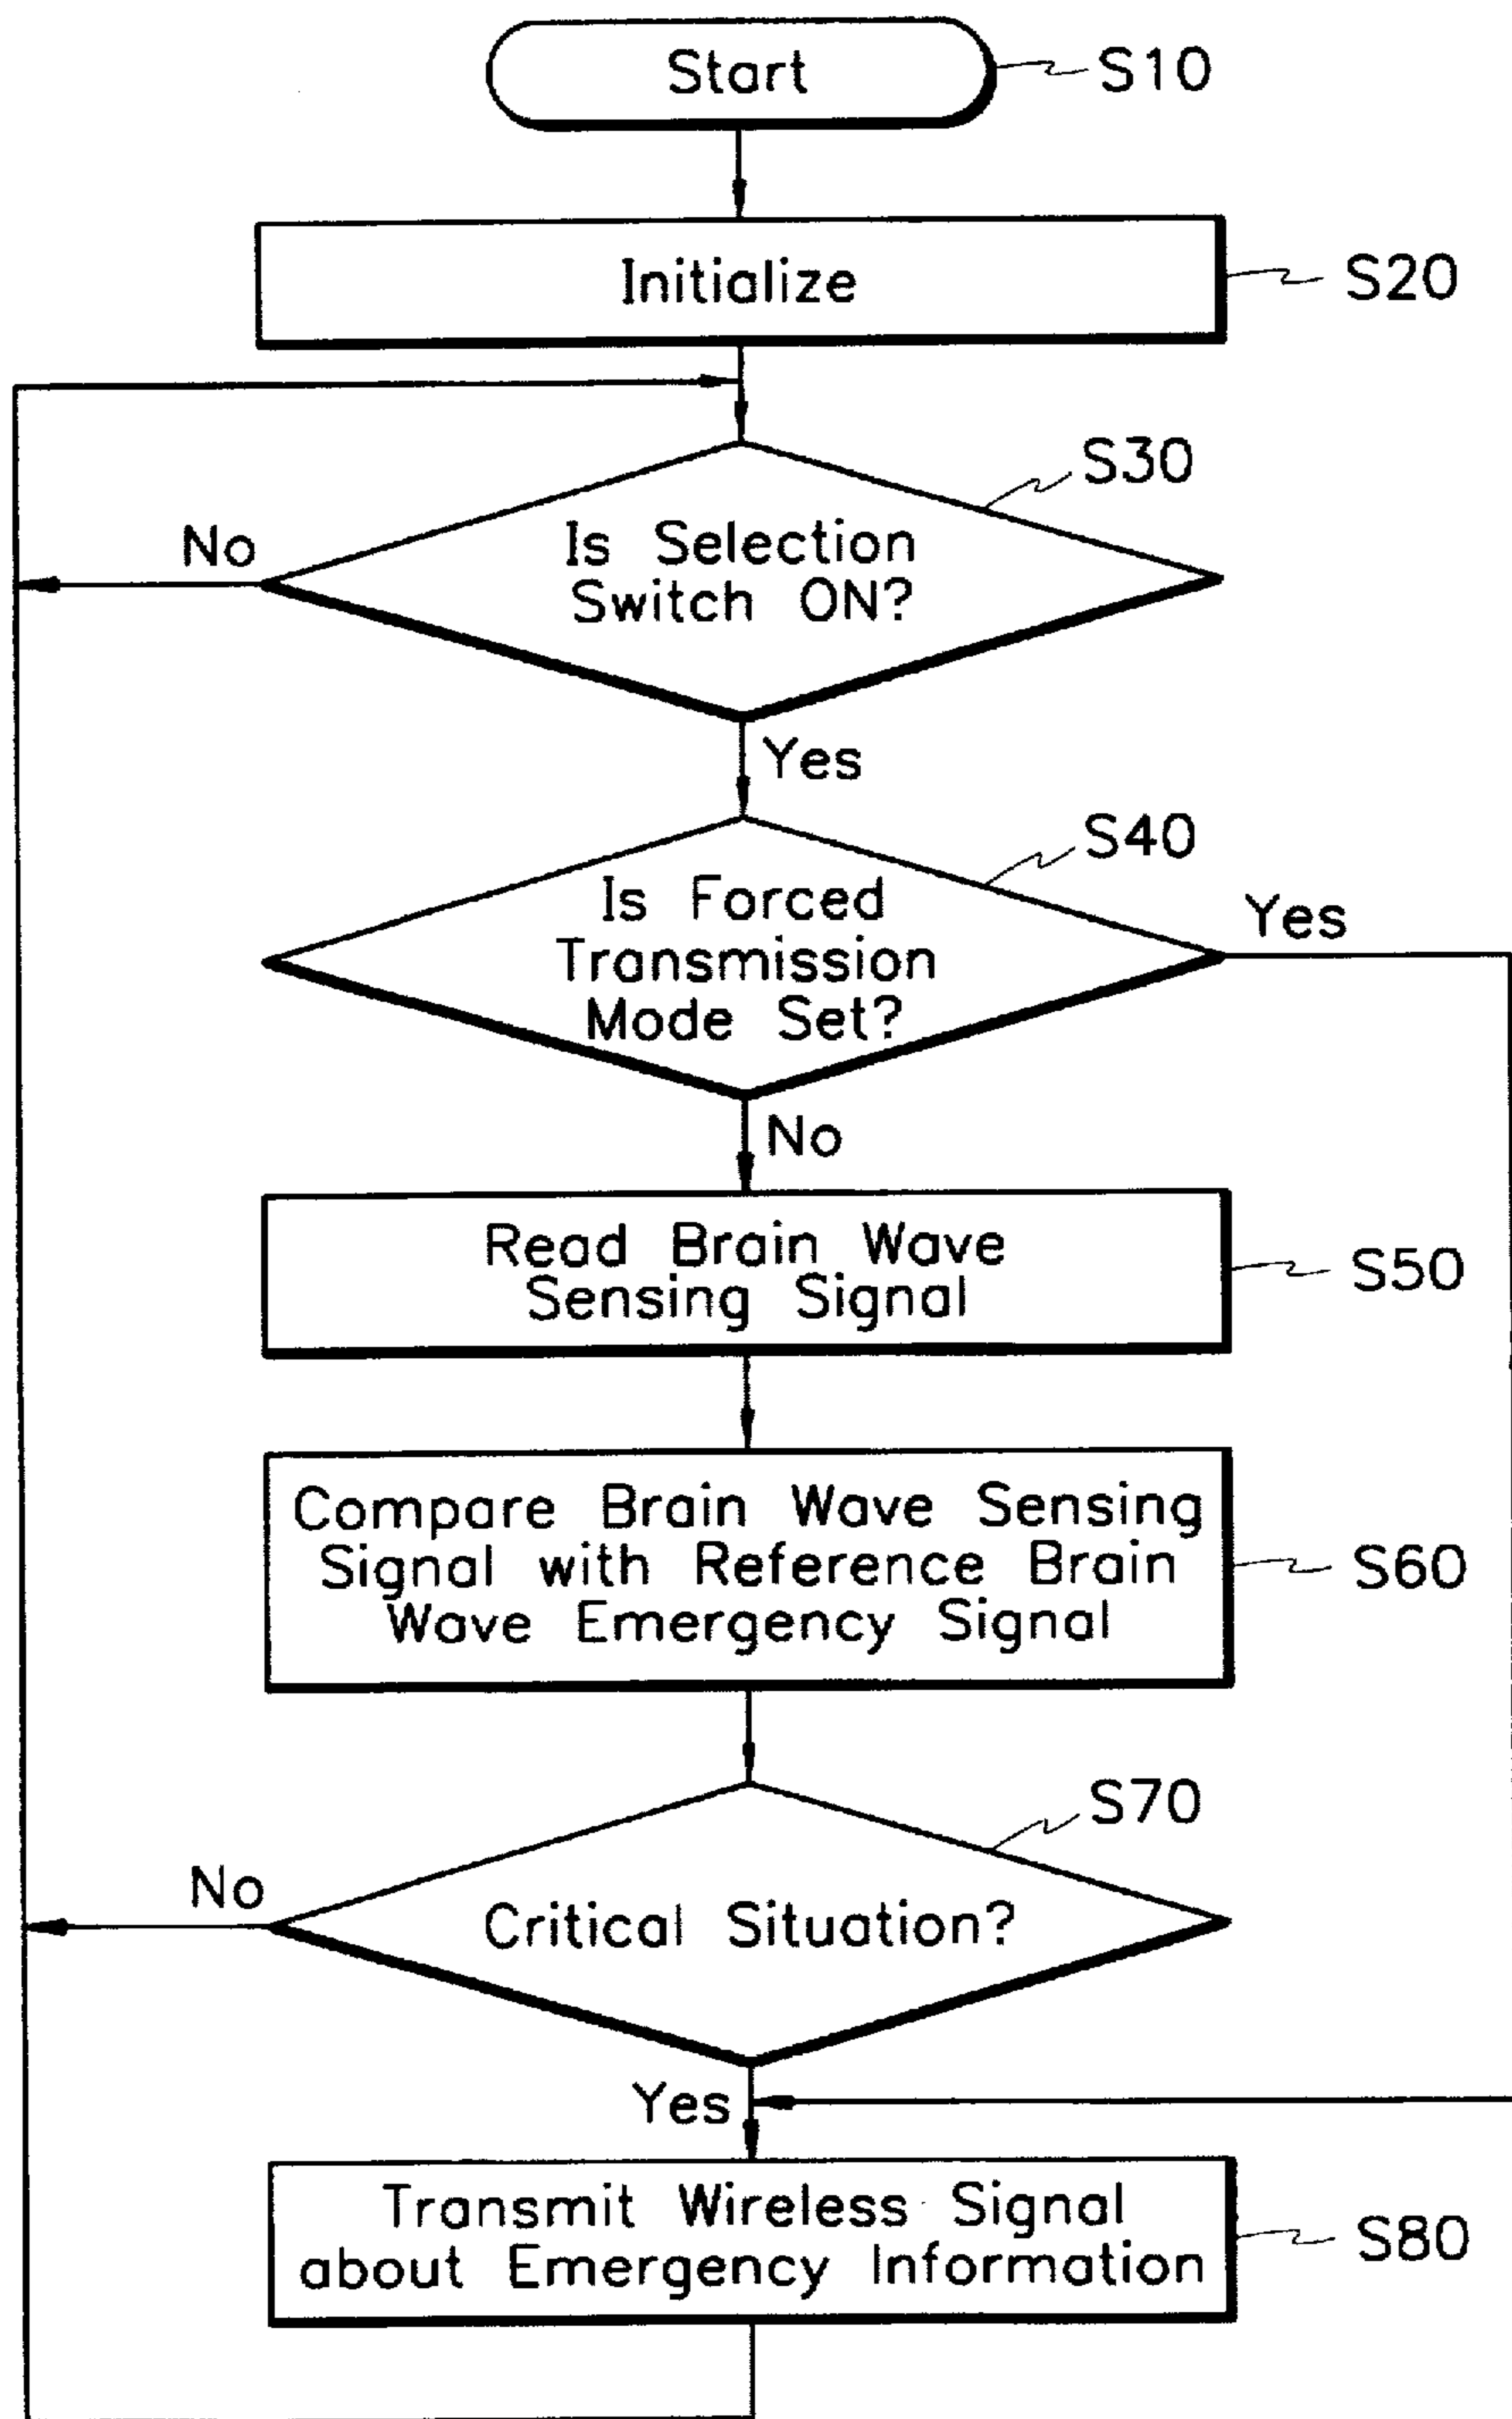 Start
S10
Initialize
S20
S30
No
Is Selection
Switch ON?
Yes
S40
Is Forced
Transmission
Mode Set?
Yes
No
Read Brain Wave
Sensing Signal
S50
Compare Brain Wave Sensing
Signal with Reference Brain
Wave Emergency Signal
S60
S70
No
Critical Situation?
Yes
Transmit Wireless Signal
about Emergency Information
S80